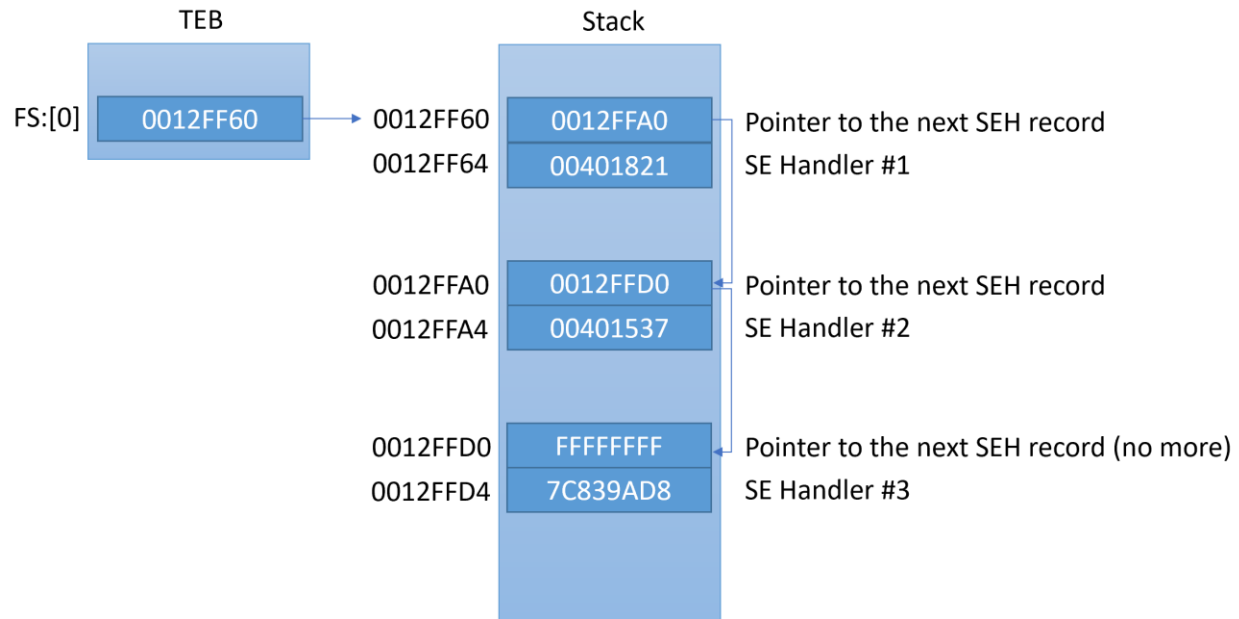 TEB Stack
FS:[0] 0012FF60 0012FF60 0012FFA0 Pointer to the next SEH record
0012FF64 00401821 SE Handler #1
0012FFA0 0012FFD0 Pointer to the next SEH record
0012FFA4 00401537 SE Handler #2
0012FFD0 FFFFFFFF Pointer to the next SEH record (no more)
0012FFD4 7C839AD8 SE Handler #3